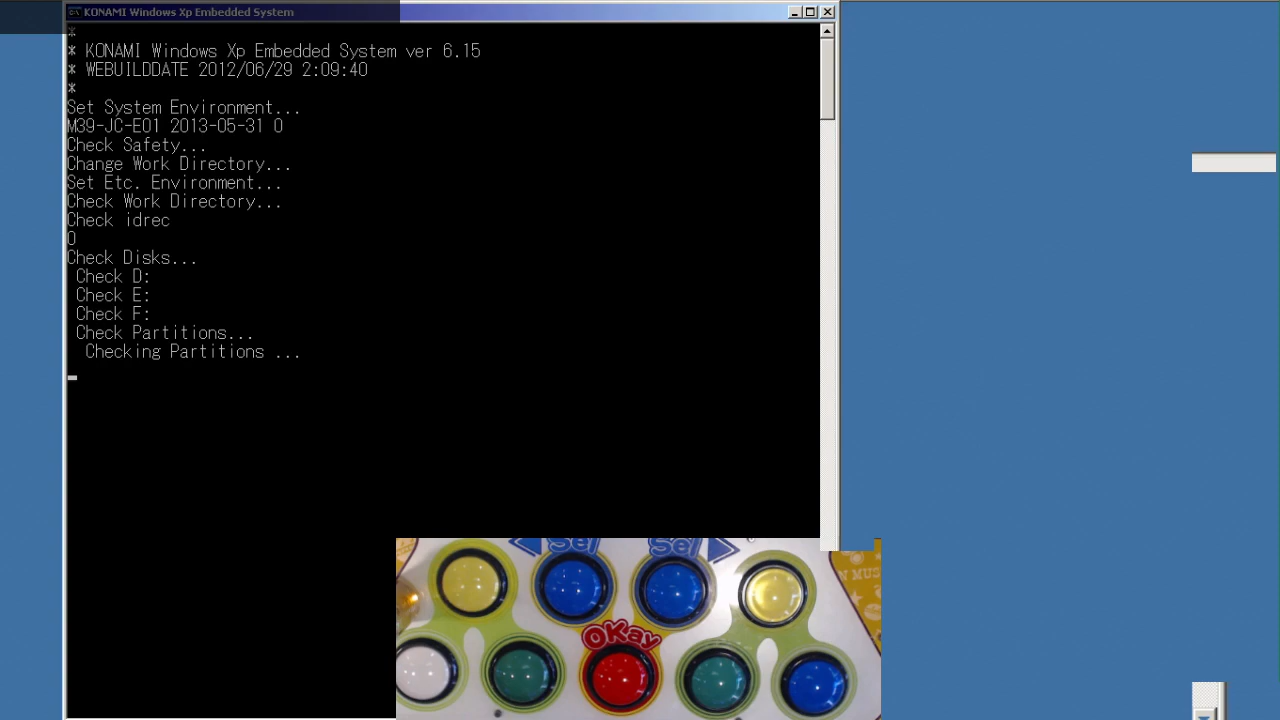 KONAMI Windows Xp Embedded System
*
* KONAMI Windows Xp Embedded System ver 6.15
* WEBUILDDATE 2012/06/29 2:09:40
*
Set System Environment...
M39-JC-E01 2013-05-31 0
Check Safety...
Change Work Directory...
Set Etc. Environment...
Check Work Directory...
Check idrec
0
Check Disks...
Check D:
Check E:
Check F:
Check Partitions...
Checking Partitions ...
Sel Sel
N MUS
OKay